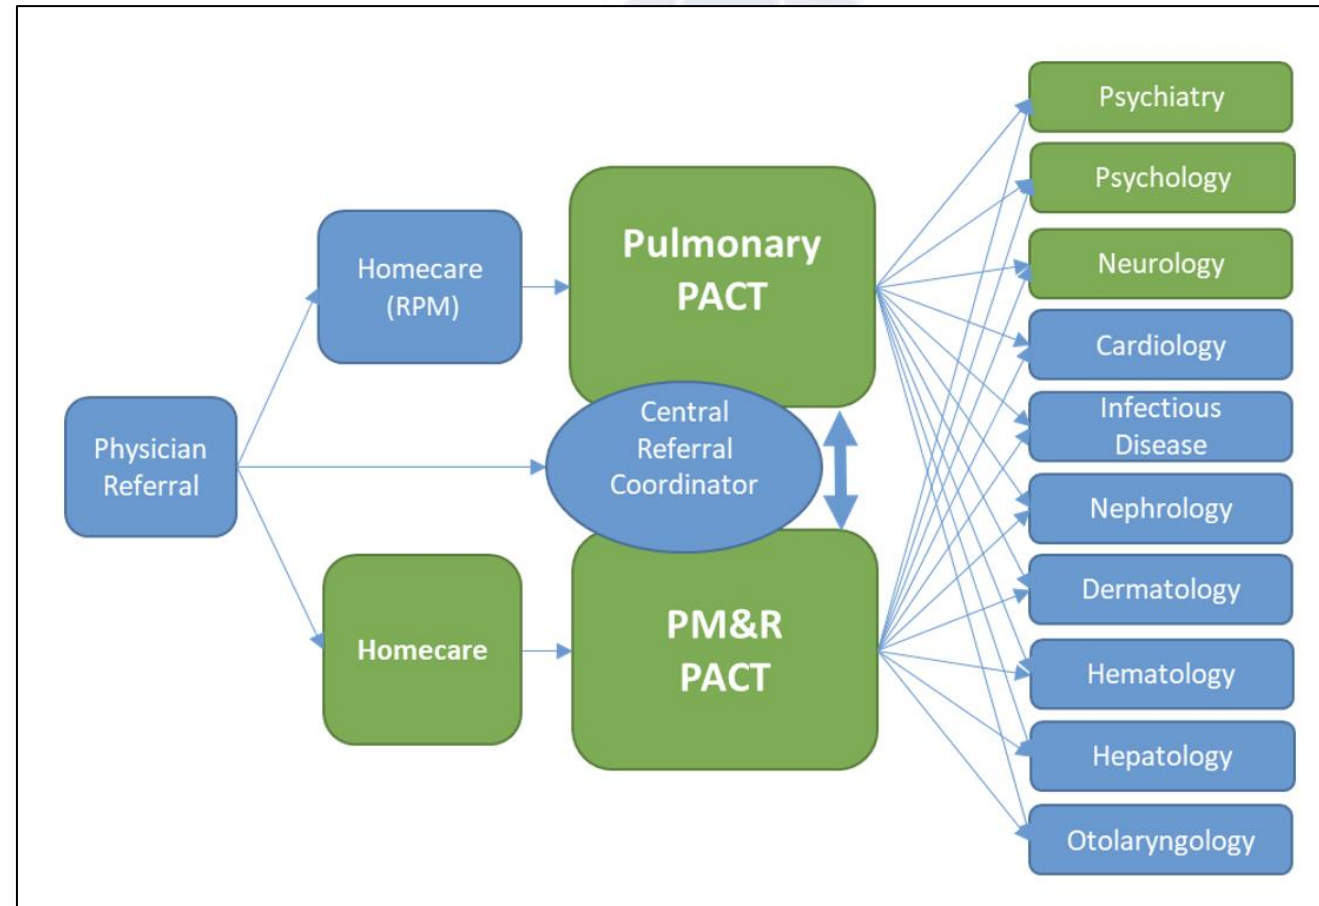 Physician
Referral
Homecare
(RPM)
Homecare
Pulmonary
PACT
Central
Referral
Coordinator
PM&R
PACT
Psychiatry
Psychology
Neurology
Cardiology
Infectious
Disease
Nephrology
Dermatology
Hematology
Hepatology
Otolaryngology